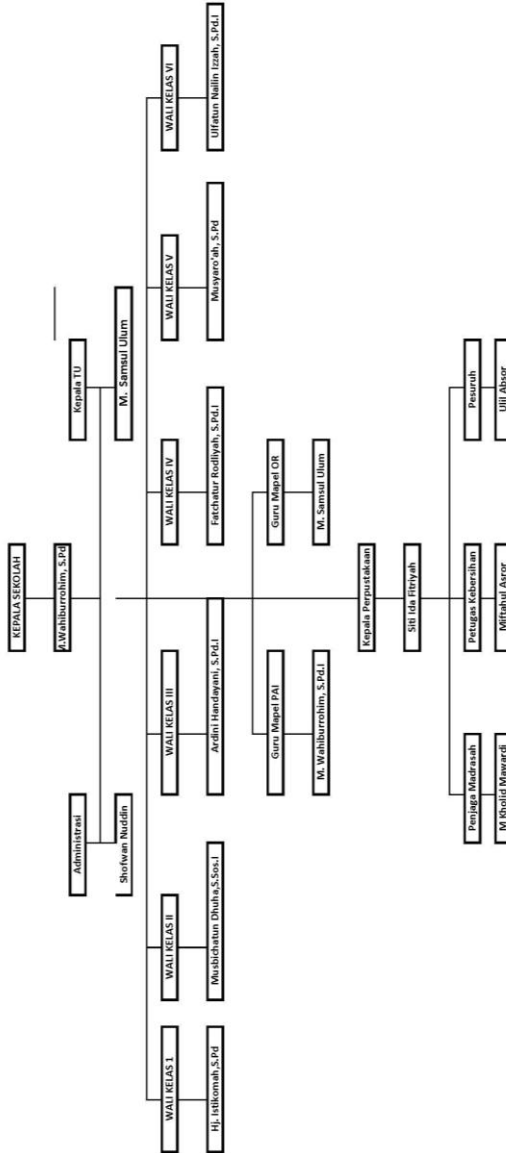 KEPALA SEKOLAH
M.Wahiburrohim, S.Pd
Administrasi
Kepala TU
Shofwan Nuddin
M. Samsul Ulum
WALI KELAS 1
WALI KELAS II
WALI KELAS III
WALI KELAS IV
WALI KELAS V
WALI KELAS VI
Hj. Istikomah,S.Pd
Musbichatun Dhuha,S.Sos.I
Ardini Handayani, S.Pd.I
Fatchatur Rodliyah, S.Pd.I
Musyaro'ah, S.Pd
Ulfatun Nailin Izzah, S.Pd.I
Guru Mapel PAI
Guru Mapel OR
M. Wahiburrohim, S.Pd.I
M. Samsul Ulum
Kepala Perpustakaan
Siti Ida Fitriyah
Penjaga Madrasah
Petugas Kebersihan
Pesuruh
M Kholid Mawardi
Miftahul Asror
Ulil Absor